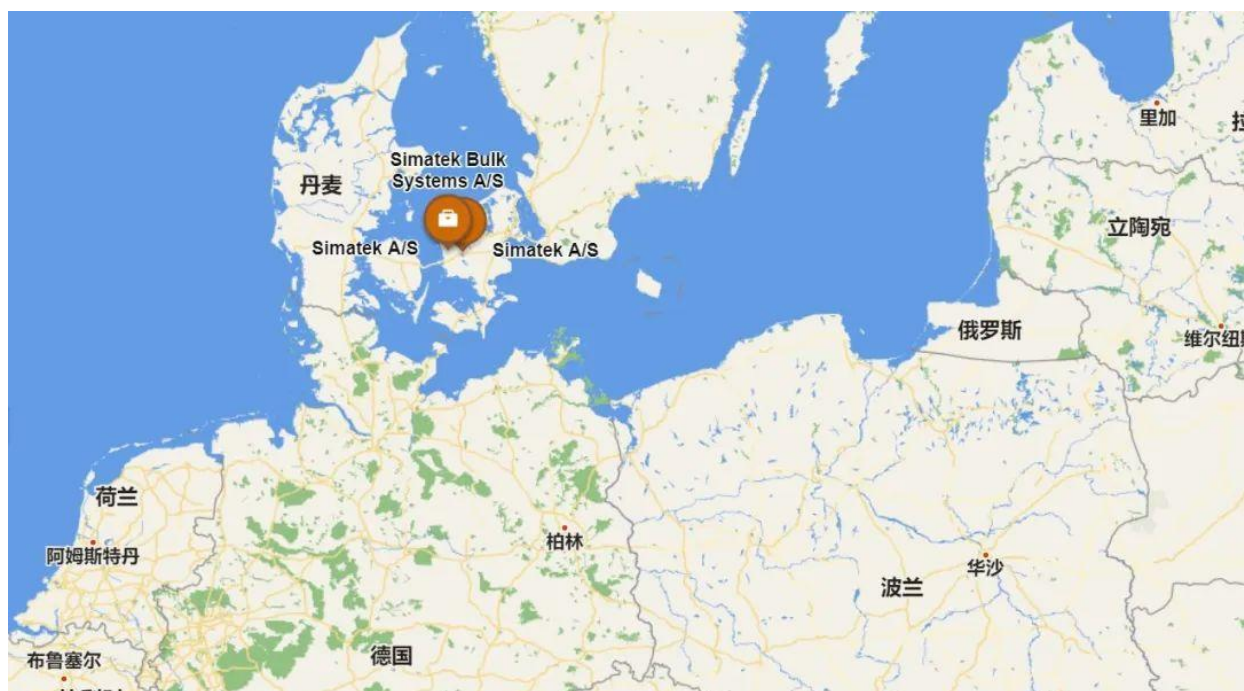 里加
丹麦
Simatek Bulk
Systems A/S
立陶宛
Simatek A/S
Simatek A/S
俄罗斯
荷兰
阿姆斯特丹
柏林
华沙
波兰
德国
布鲁塞尔